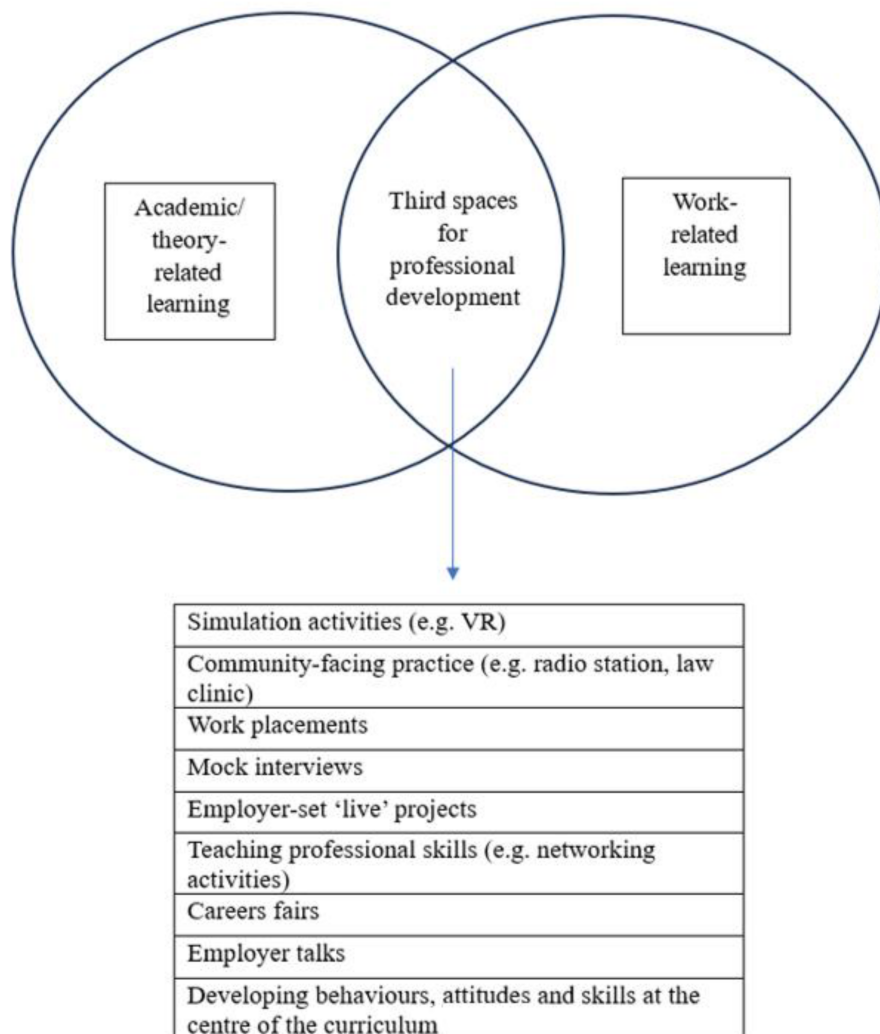 Academic/
theory-
related
learning
Third spaces
for
professional
development
Work-
related
learning
Simulation activities (e.g. VR)
Community-facing practice (e.g. radio station, law
clinic)
Work placements
Mock interviews
Employer-set ‘live’ projects
Teaching professional skills (e.g. networking
activities)
Careers fairs
Employer talks
Developing behaviours, attitudes and skills at the
centre of the curriculum